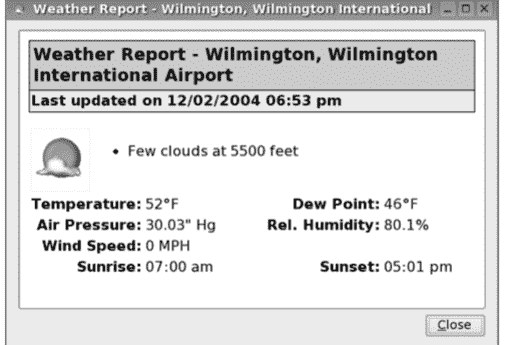 Weather Report - Wilmington, Wilmington International
Weather Report - Wilmington, Wilmington
International Airport
Last updated on 12/02/2004 06:53 pm
• Few clouds at 5500 feet
Temperature: 52°F Dew Point: 46°F
Air Pressure: 30.03" Hg Rel. Humidity: 80.1%
Wind Speed: 0 MPH
Sunrise: 07:00 am Sunset: 05:01 pm
Close